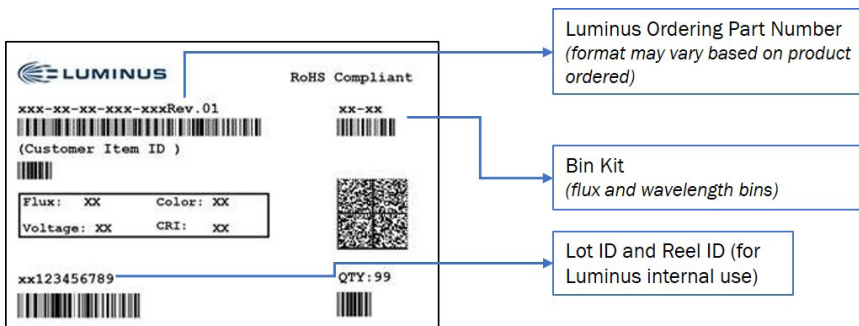 LUMINUS
RoHS Compliant
xxx-xx-xx-xxx-xxxRev.01
xx-xx
(Customer Item ID )
Flux: XX Color: XX
Voltage: XX CRI: XX
xx123456789
QTY:99
Luminus Ordering Part Number
(format may vary based on product
ordered)
Bin Kit
(flux and wavelength bins)
Lot ID and Reel ID (for
Luminus internal use)